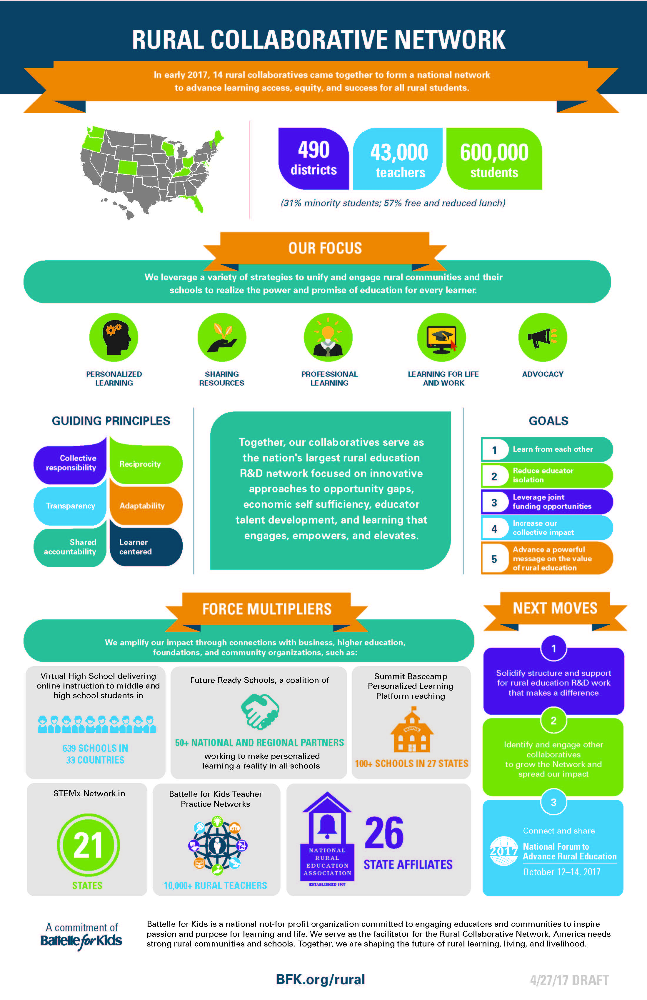 RURAL COLLABORATIVE NETWORK
In early 2017, 14 rural collaboratives came together to form a national network
to advance learning access, equity, and success for all rural students.
490
districts
43,000
teachers
600,000
students
(31% minority students; 57% free and reduced lunch)
OUR FOCUS
We leverage a variety of strategies to unify and engage rural communities and their
schools to realize the power and promise of education for every learner.
PERSONALIZED
LEARNING
SHARING
RESOURCES
PROFESSIONAL
LEARNING
LEARNING FOR LIFE
AND WORK
ADVOCACY
GUIDING PRINCIPLES
Collective
responsibility
Reciprocity
Transparency
Adaptability
Shared
accountability
Learner
centered
Together, our collaboratives serve as
the nation's largest rural education
R&D network focused on innovative
approaches to opportunity gaps,
economic self sufficiency, educator
talent development, and learning that
engages, empowers, and elevates.
GOALS
1 Learn from each other
2 Reduce educator
isolation
3 Leverage joint
funding opportunities
4 Increase our
collective impact
5 Advance a powerful
message on the value
of rural education
FORCE MULTIPLIERS
We amplify our impact through connections with business, higher education,
foundations, and community organizations, such as:
Virtual High School delivering
online instruction to middle and
high school students in
639 SCHOOLS IN
33 COUNTRIES
Future Ready Schools, a coalition of
50+ NATIONAL AND REGIONAL PARTNERS
working to make personalized
learning a reality in all schools
Summit Basecamp
Personalized Learning
Platform reaching
100+ SCHOOLS IN 27 STATES
STEMx Network in
21
STATES
Battelle for Kids Teacher
Practice Networks
10,000+ RURAL TEACHERS
NATIONAL
RURAL
EDUCATION
ASSOCIATION
ESTABLISHED 1907
26
STATE AFFILIATES
NEXT MOVES
1
Solidify structure and support
for rural education R&D work
that makes a difference
2
Identify and engage other
collaboratives
to grow the Network and
spread our impact
3
Connect and share
2017
National Forum to
Advance Rural Education
October 12–14, 2017
A commitment of
Battelle for Kids
Battelle for Kids is a national not-for profit organization committed to engaging educators and communities to inspire
passion and purpose for learning and life. We serve as the facilitator for the Rural Collaborative Network. America needs
strong rural communities and schools. Together, we are shaping the future of rural learning, living, and livelihood.
BFK.org/rural
4/27/17 DRAFT